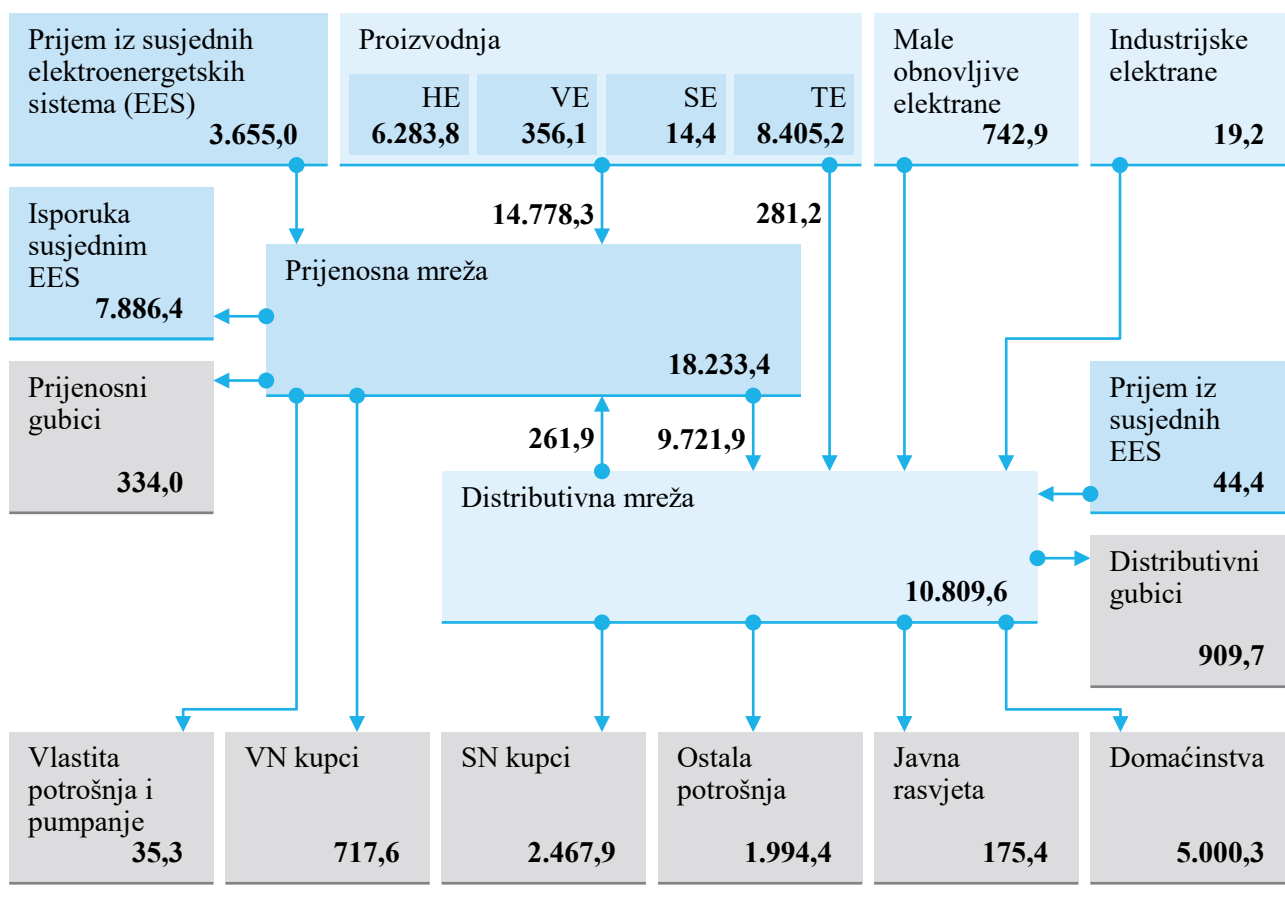 Prijem iz susjednih
elektroenergetskih
sistema (EES)
3.655,0
Proizvodnja
HE
6.283,8
VE
356,1
SE
14,4
TE
8.405,2
Male
obnovljive
elektrane
742,9
Industrijske
elektrane
19,2
Isporuka
susjednim
EES
7.886,4
14.778,3
281,2
Prijenosna mreža
18.233,4
Prijenosni
gubici
334,0
261,9
9.721,9
Prijem iz
susjednih
EES
44,4
Distributivna mreža
10.809,6
Distributivni
gubici
909,7
Vlastita
potrošnja i
pumpanje
35,3
VN kupci
717,6
SN kupci
2.467,9
Ostala
potrošnja
1.994,4
Javna
rasvjeta
175,4
Domaćinstva
5.000,3